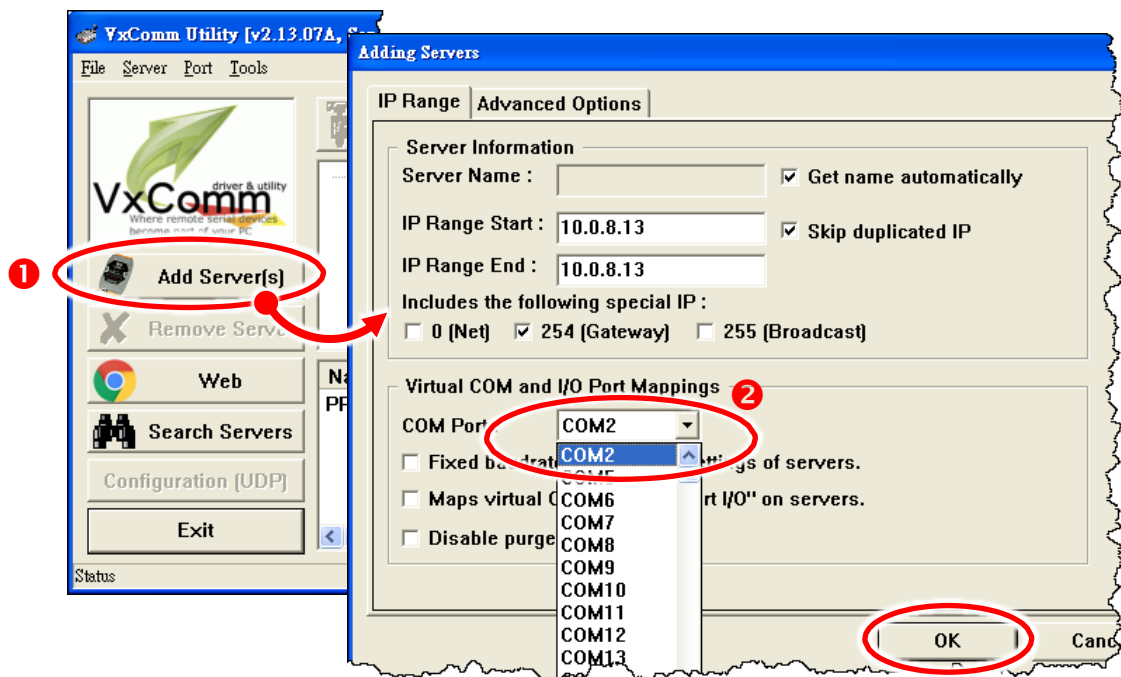 VxComm Utility [v2.13.07A,
File Server Port Tools
VxComm
driver & utility
Where remote serial devices
become part of your PC
1
Add Server(s)
Remove Serve
Web
Search Servers
Configuration (UDP)
Exit
Status
Adding Servers
IP Range
Advanced Options
Server Information
Server Name :
Get name automatically
IP Range Start : 10.0.8.13
Skip duplicated IP
IP Range End : 10.0.8.13
Includes the following special IP :
0 (Net) 254 (Gateway) 255 (Broadcast)
Virtual COM and I/O Port Mappings
2
COM Port COM2
Fixed baudrate
of servers.
Maps virtual
I/O" on servers.
Disable purge
COM2
COM5
COM6
COM7
COM8
COM9
COM10
COM11
COM12
COM13
OK
Canc